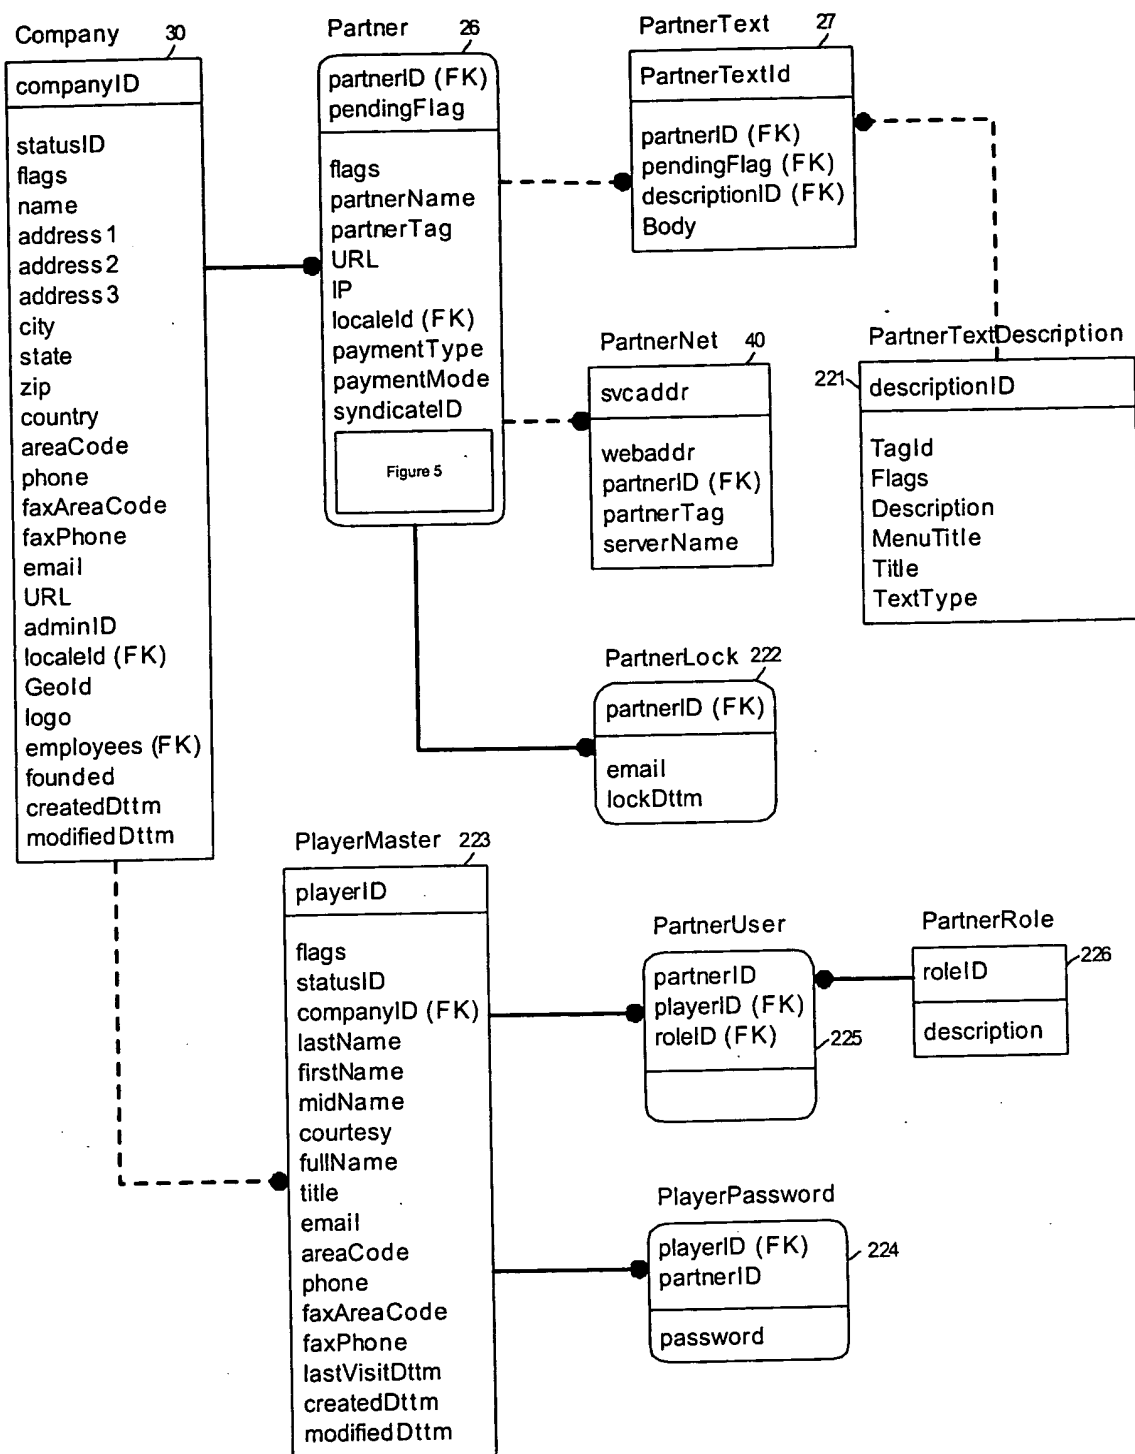 Company 30
companyID
statusID
flags
name
address1
address2
address3
city
state
zip
country
areaCode
phone
faxAreaCode
faxPhone
email
URL
adminID
localeId (FK)
GeoId
logo
employees (FK)
founded
createdDttm
modifiedDttm
Partner 26
partnerID (FK)
pendingFlag
flags
partnerName
partnerTag
URL
IP
localeId (FK)
paymentType
paymentMode
syndicateID
Figure 5
PartnerText 27
PartnerTextId
partnerID (FK)
pendingFlag (FK)
descriptionID (FK)
Body
PartnerNet 40
svcaddr
webaddr
partnerID (FK)
partnerTag
serverName
PartnerTextDescription
221
descriptionID
TagId
Flags
Description
MenuTitle
Title
TextType
PartnerLock 222
partnerID (FK)
email
lockDttm
PlayerMaster 223
playerID
flags
statusID
companyID (FK)
lastName
firstName
midName
courtesy
fullName
title
email
areaCode
phone
faxAreaCode
faxPhone
lastVisitDttm
createdDttm
modifiedDttm
PartnerUser
partnerID
playerID (FK)
roleID (FK)
225
PartnerRole
roleID
226
description
PlayerPassword
playerID (FK)
224
partnerID
password